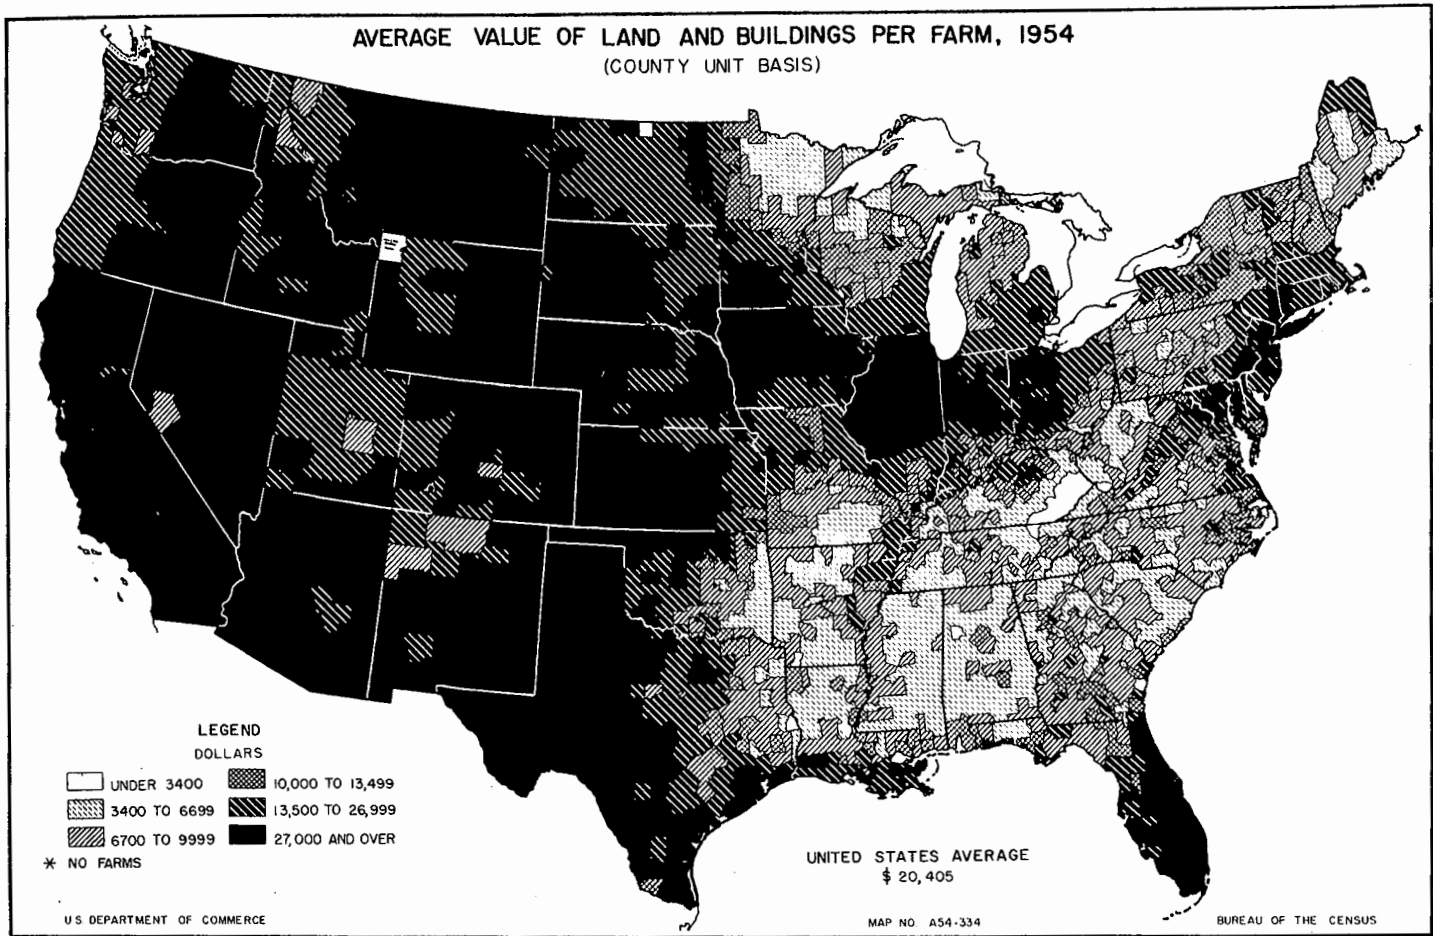 AVERAGE VALUE OF LAND AND BUILDINGS PER FARM, 1954
(COUNTY UNIT BASIS)
LEGEND
DOLLARS
UNDER 3400
10,000 TO 13,499
3400 TO 6699
13,500 TO 26,999
6700 TO 9999
27,000 AND OVER
* NO FARMS
UNITED STATES AVERAGE
$ 20,405
U S DEPARTMENT OF COMMERCE
MAP NO. A54-334
BUREAU OF THE CENSUS